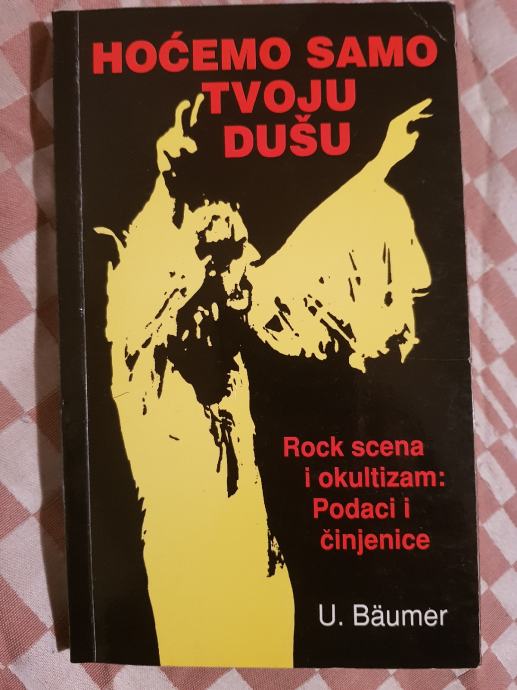 HOĆEMO SAMO
TVOJU
DUŠU
Rock scena
i okultizam:
Podaci i
činjenice
U. Bäumer